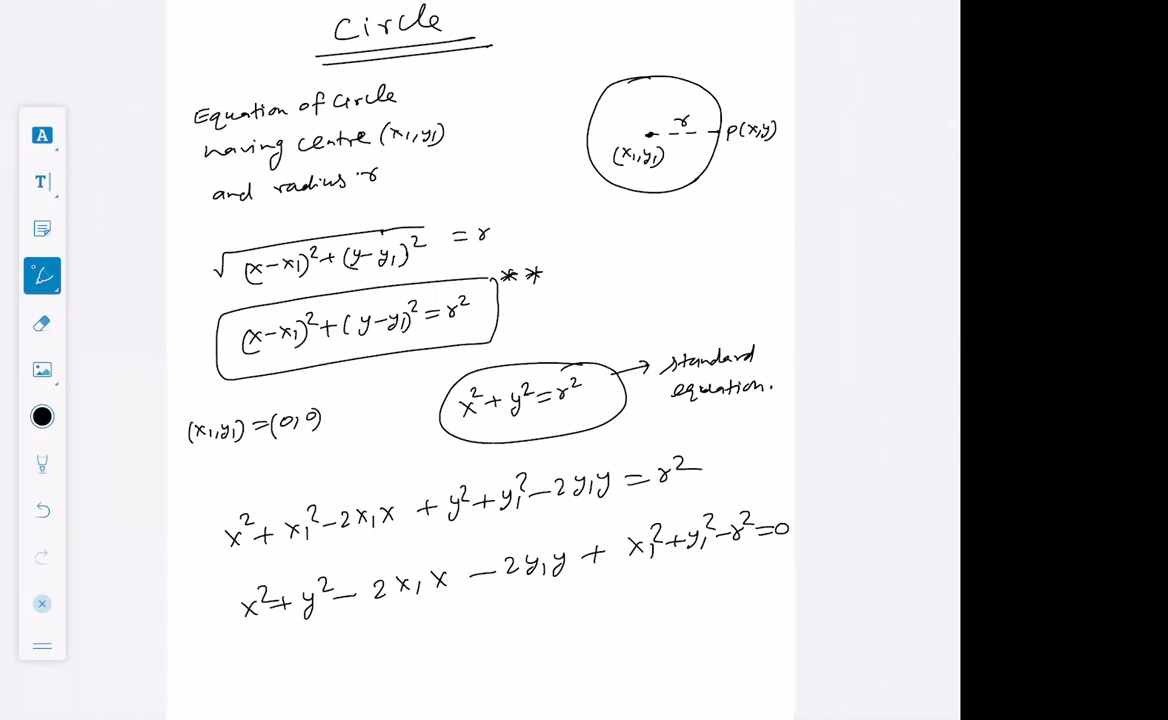 Circle
Equation of circle
having centre (x₁,y₁)
and radius r
r
P(x,y)
(x₁,y₁)
√(x-x₁)²+(y-y₁)² = r
(x-x₁)²+(y-y₁)²=r² **
x²+y²=r² → standard
equation.
(x₁,y₁)=(0,0)
x²+x₁²-2x₁x+y²+y₁²-2y₁y=r²
x²+y²-2x₁x-2y₁y+x₁²+y₁²-r²=0
A
T